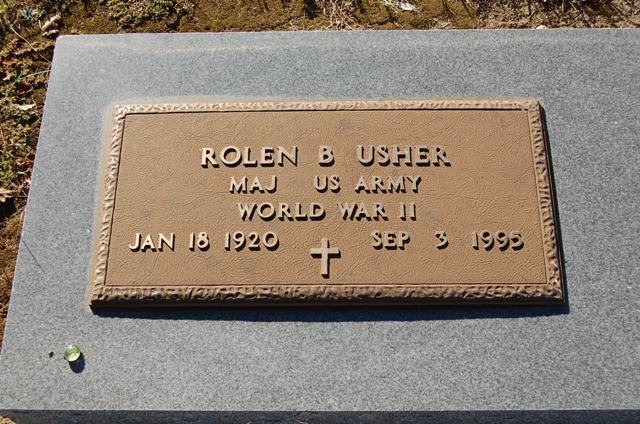 ROLEN B USHER
MAJ US ARMY
WORLD WAR II
JAN 18 1920 SEP 3 1995